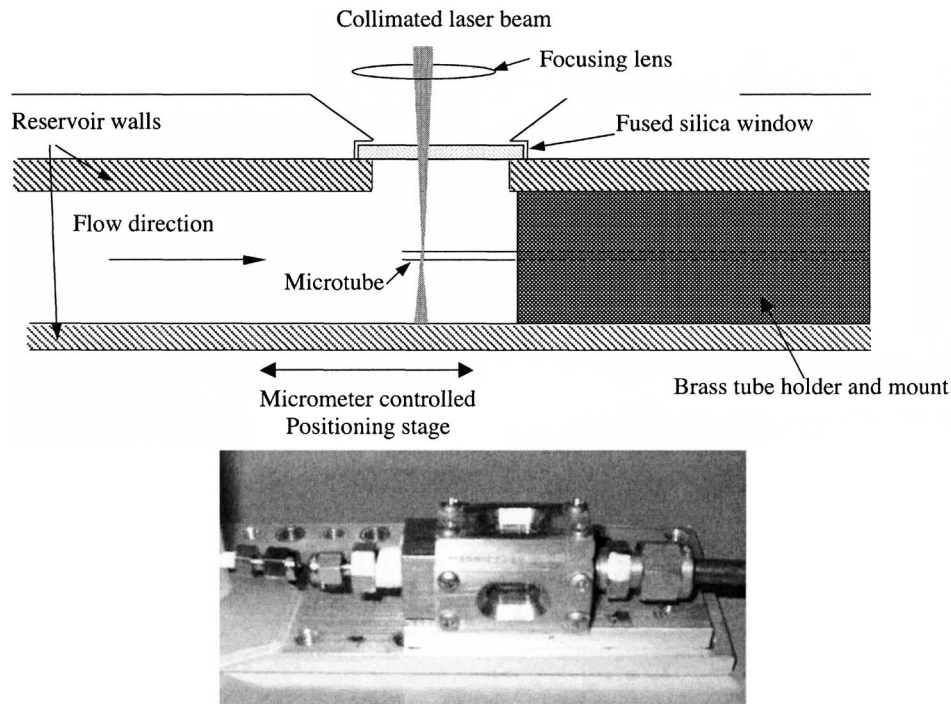 Collimated laser beam
Focusing lens
Reservoir walls
Fused silica window
Flow direction
Microtube
Brass tube holder and mount
Micrometer controlled
Positioning stage